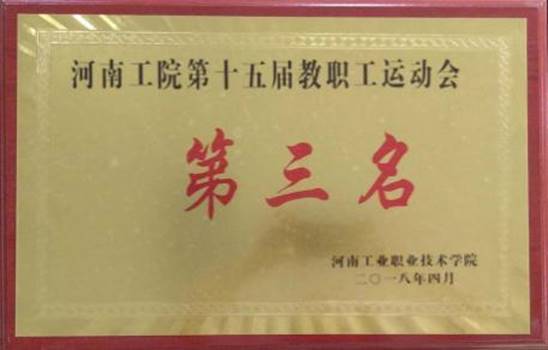 河南工院第十五届教职工运动会
第三名
河南工业职业技术学院
二〇一八年四月